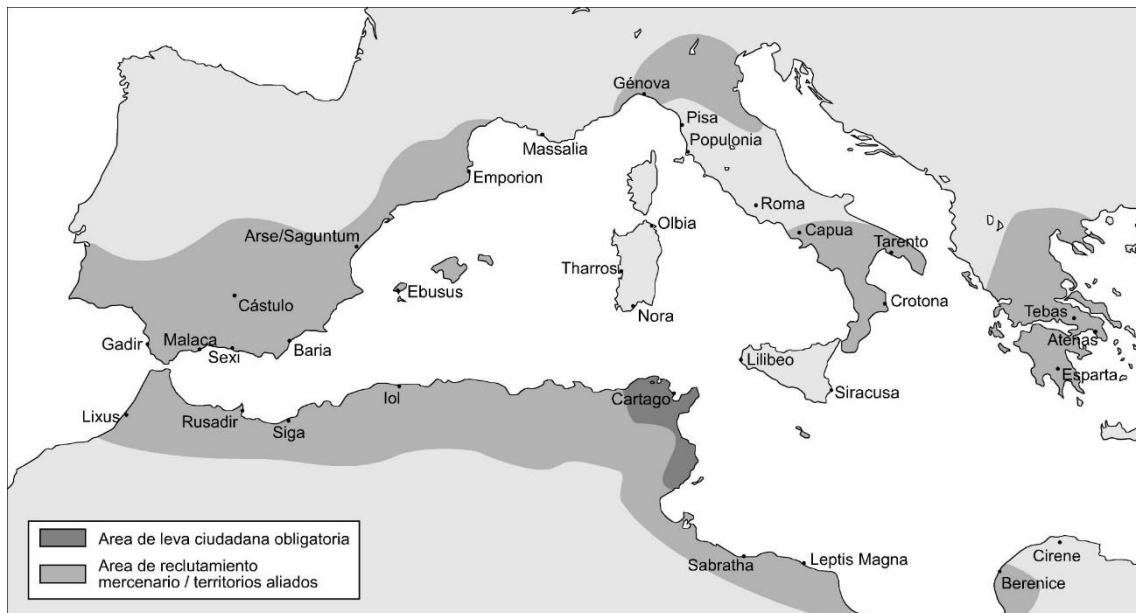 Génova
Pisa
Populonia
Massalia
Emporion
Roma
Olbia
Capua
Tarento
Arse/Saguntum
Tharros
Ebusus
Cástulo
Nora
Crotona
Tebas
Atenas
Gadir
Malaca
Sexi
Baria
Lilibeo
Esparta
Iol
Cartago
Siracusa
Lixus
Rusadir
Siga
Area de leva ciudadana obligatoria
Area de reclutamiento
mercenario / territorios aliados
Sabratha
Leptis Magna
Cirene
Berenice